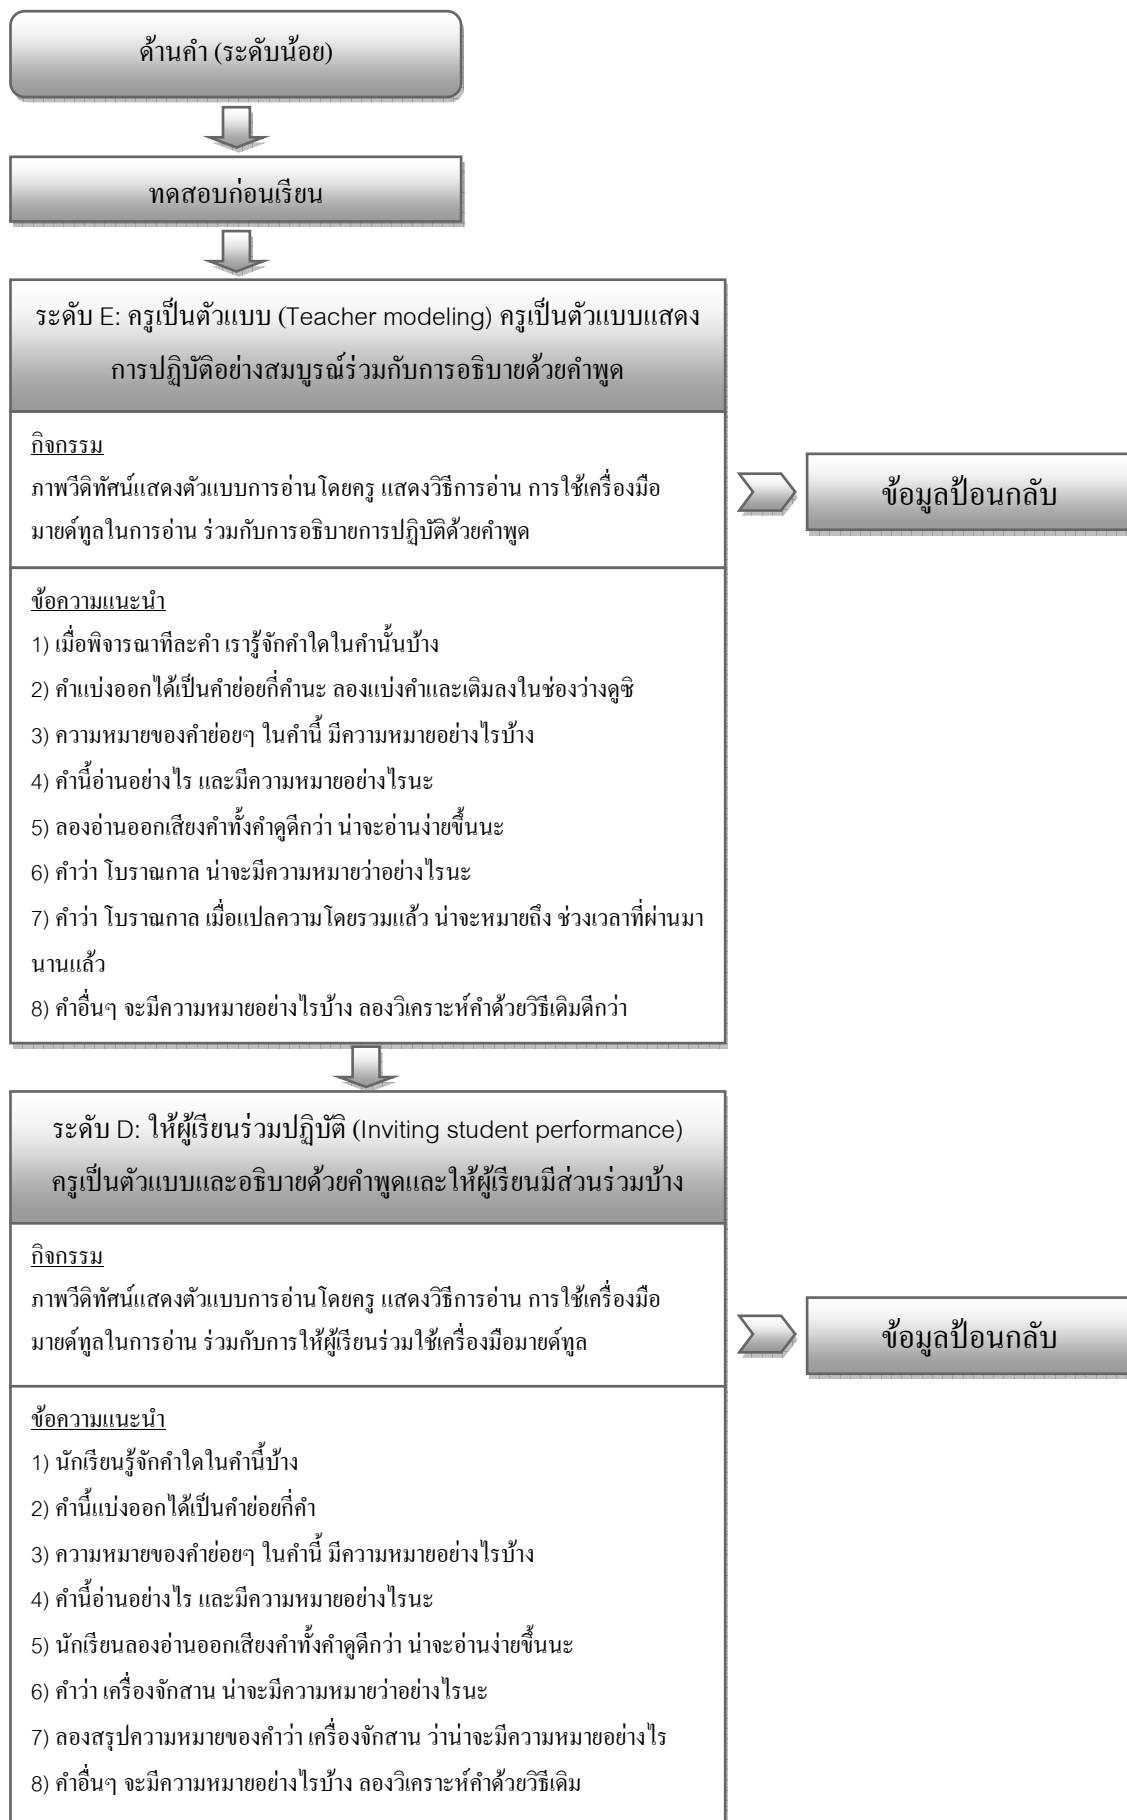 ด้านคำ (ระดับน้อย)
ทดสอบก่อนเรียน
ระดับ E: ครูเป็นตัวแบบ (Teacher modeling) ครูเป็นตัวแบบแสดง
การปฏิบัติอย่างสมบูรณ์ร่วมกับการอธิบายด้วยคำพูด
กิจกรรม
ภาพวีดิทัศน์แสดงตัวแบบการอ่านโดยครู แสดงวิธีการอ่าน การใช้เครื่องมือ
มายด์ทูลในการอ่าน ร่วมกับการอธิบายการปฏิบัติด้วยคำพูด
ข้อมูลป้อนกลับ
ข้อความแนะนำ
1) เมื่อพิจารณาทีละคำ เรารู้จักคำใดในคำนั้นบ้าง
2) คำแบ่งออกได้เป็นคำย่อยกี่คำนะ ลองแบ่งคำและเติมลงในช่องว่างดูซิ
3) ความหมายของคำย่อยๆ ในคำนี้ มีความหมายอย่างไรบ้าง
4) คำนี้อ่านอย่างไร และมีความหมายอย่างไรนะ
5) ลองอ่านออกเสียงคำทั้งคำดูดีกว่า น่าจะอ่านง่ายขึ้นนะ
6) คำว่า โบราณกาล น่าจะมีความหมายว่าอย่างไรนะ
7) คำว่า โบราณกาล เมื่อแปลความโดยรวมแล้ว น่าจะหมายถึง ช่วงเวลาที่ผ่านมา
นานแล้ว
8) คำอื่นๆ จะมีความหมายอย่างไรบ้าง ลองวิเคราะห์คำด้วยวิธีเดิมดีกว่า
ระดับ D: ให้ผู้เรียนร่วมปฏิบัติ (Inviting student performance)
ครูเป็นตัวแบบและอธิบายด้วยคำพูดและให้ผู้เรียนมีส่วนร่วมบ้าง
กิจกรรม
ภาพวีดิทัศน์แสดงตัวแบบการอ่านโดยครู แสดงวิธีการอ่าน การใช้เครื่องมือ
มายด์ทูลในการอ่าน ร่วมกับการให้ผู้เรียนร่วมใช้เครื่องมือมายด์ทูล
ข้อมูลป้อนกลับ
ข้อความแนะนำ
1) นักเรียนรู้จักคำใดในคำนี้บ้าง
2) คำนี้แบ่งออกได้เป็นคำย่อยกี่คำ
3) ความหมายของคำย่อยๆ ในคำนี้ มีความหมายอย่างไรบ้าง
4) คำนี้อ่านอย่างไร และมีความหมายอย่างไรนะ
5) นักเรียนลองอ่านออกเสียงคำทั้งคำดูดีกว่า น่าจะอ่านง่ายขึ้นนะ
6) คำว่า เครื่องจักสาน น่าจะมีความหมายว่าอย่างไรนะ
7) ลองสรุปความหมายของคำว่า เครื่องจักสาน ว่าน่าจะมีความหมายอย่างไร
8) คำอื่นๆ จะมีความหมายอย่างไรบ้าง ลองวิเคราะห์คำด้วยวิธีเดิม